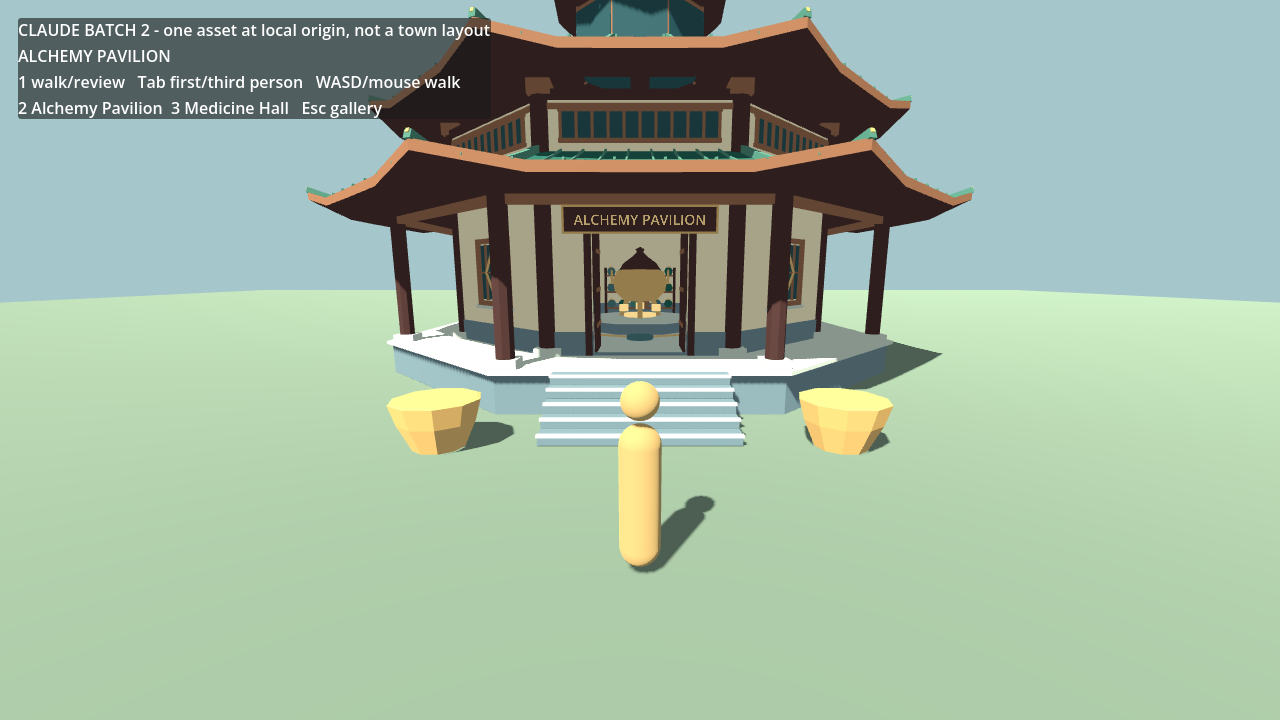 CLAUDE BATCH 2 - one asset at local origin, not a town layout
ALCHEMY PAVILION
1 walk/review   Tab first/third person   WASD/mouse walk
2 Alchemy Pavilion  3 Medicine Hall   Esc gallery
ALCHEMY PAVILION